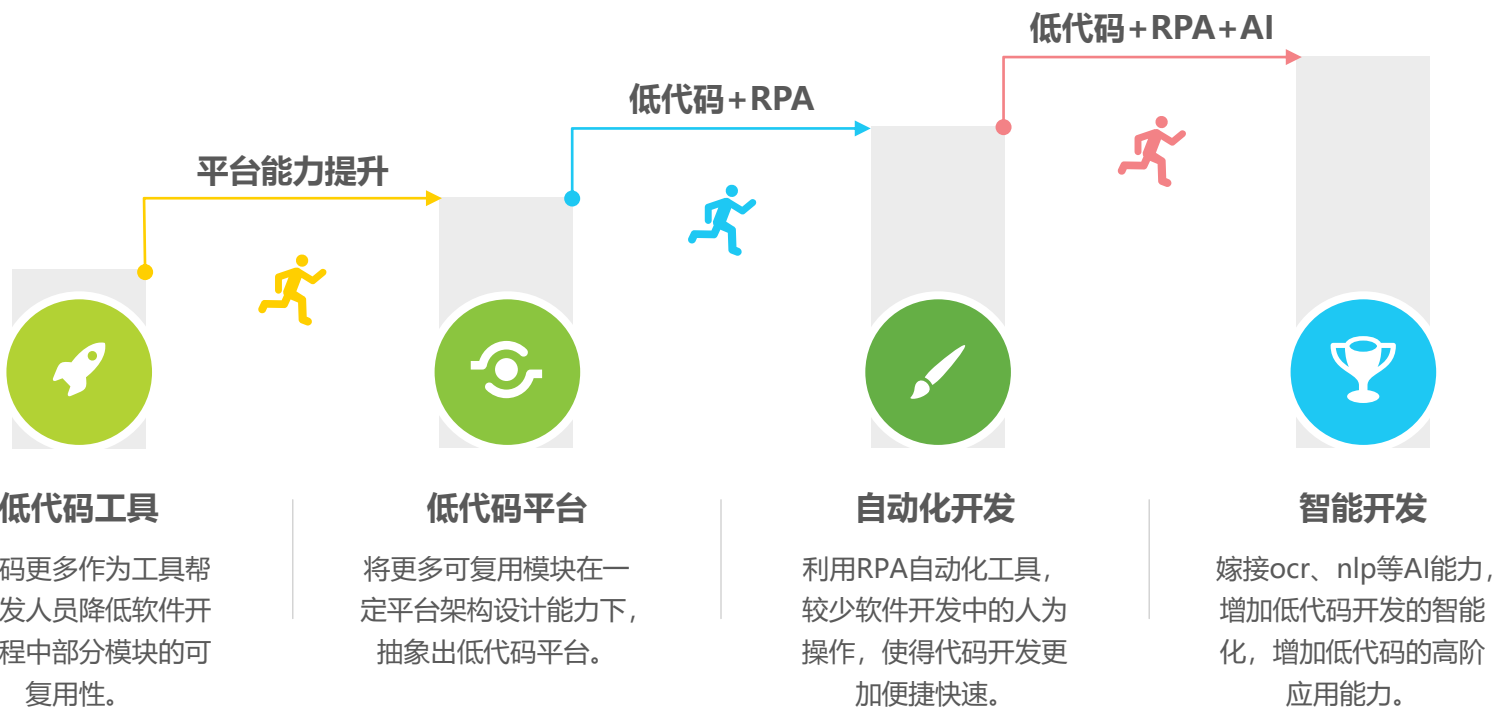 低代码+RPA+AI
低代码+RPA
平台能力提升
低代码工具
码更多作为工具帮
发人员降低软件开
程中部分模块的可
复用性。
低代码平台
将更多可复用模块在一
定平台架构设计能力下，
抽象出低代码平台。
自动化开发
利用RPA自动化工具，
较少软件开发中的人为
操作，使得代码开发更
加便捷快速。
智能开发
嫁接ocr、nlp等AI能力，
增加低代码开发的智能
化，增加低代码的高阶
应用能力。